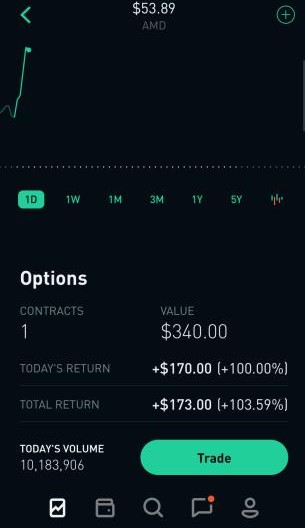 $53.89
AMD
1D 1W 1M 3M 1Y 5Y
Options
CONTRACTS VALUE
1 $340.00
TODAY'S RETURN +$170.00 (+100.00%)
TOTAL RETURN +$173.00 (+103.59%)
TODAY'S VOLUME
10,183,906
Trade